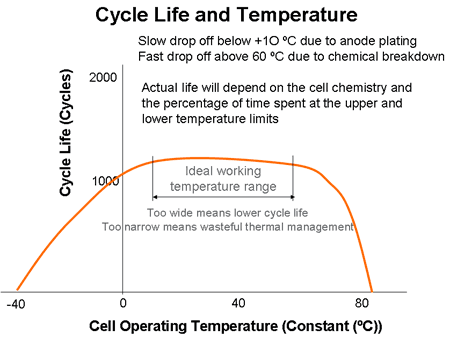 Cycle Life and Temperature
Slow drop off below +1O ºC due to anode plating
Fast drop off above 60 ºC due to chemical breakdown
2000
Actual life will depend on the cell chemistry and
the percentage of time spent at the upper and
lower temperature limits
Cycle Life (Cycles)
1000
Ideal working
temperature range
Too wide means lower cycle life
Too narrow means wasteful thermal management
-40
0
40
80
Cell Operating Temperature (Constant (ºC))